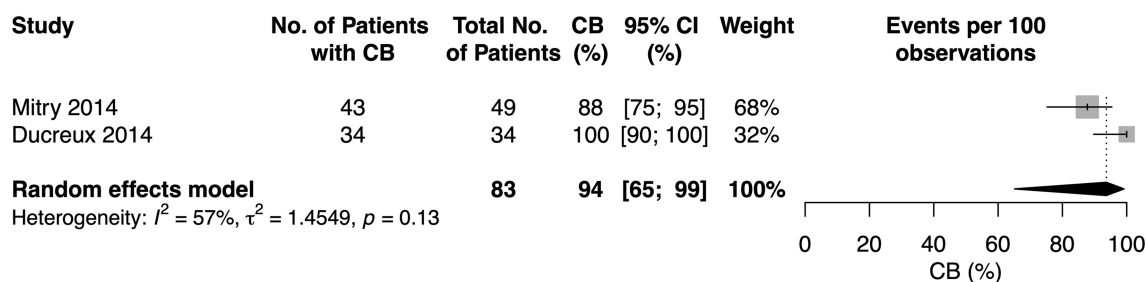 Study No. of Patients with CB Total No. of Patients CB (%) 95% CI (%) Weight Events per 100 observations
Mitry 2014 43 49 88 [75; 95] 68%
Ducreux 2014 34 34 100 [90; 100] 32%
Random effects model 83 94 [65; 99] 100%
Heterogeneity: I² = 57%, τ² = 1.4549, p = 0.13
0 20 40 60 80 100
CB (%)